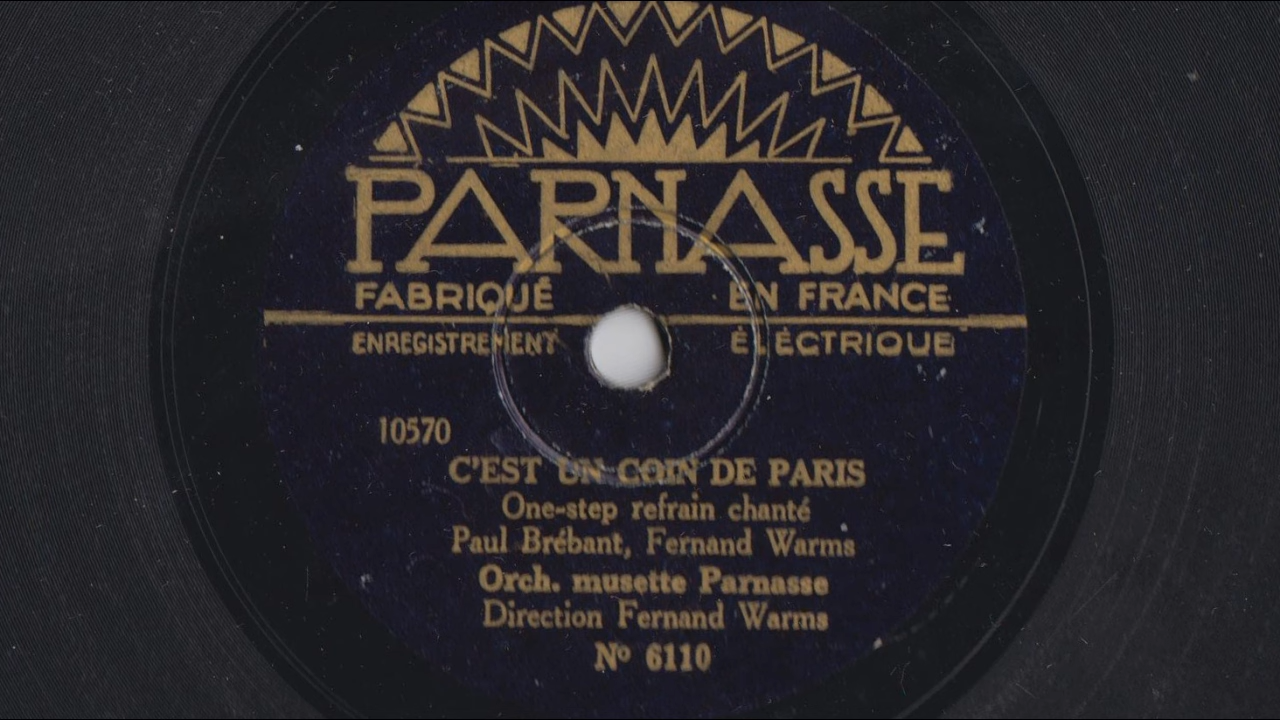 PARNASSE
FABRIQUÉ EN FRANCE
ENREGISTREMENT ÉLÉCTRIQUE
10570
C'EST UN COIN DE PARIS
One-step refrain chanté
Paul Brébant, Fernand Warms
Orch. musette Parnasse
Direction Fernand Warms
Nº 6110